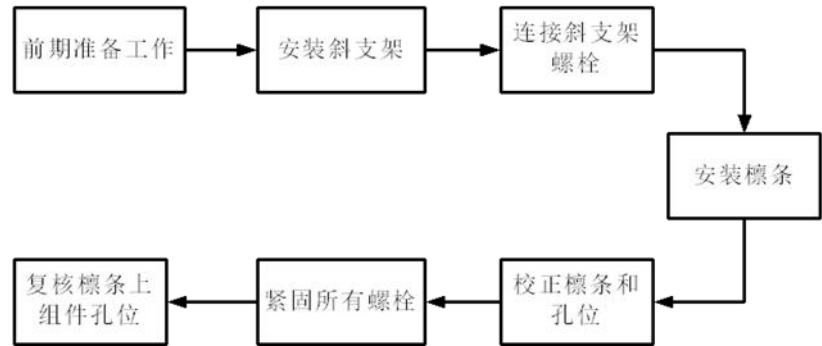 前期准备工作
安装斜支架
连接斜支架
螺栓
安装檩条
校正檩条和
孔位
紧固所有螺栓
复核檩条上
组件孔位